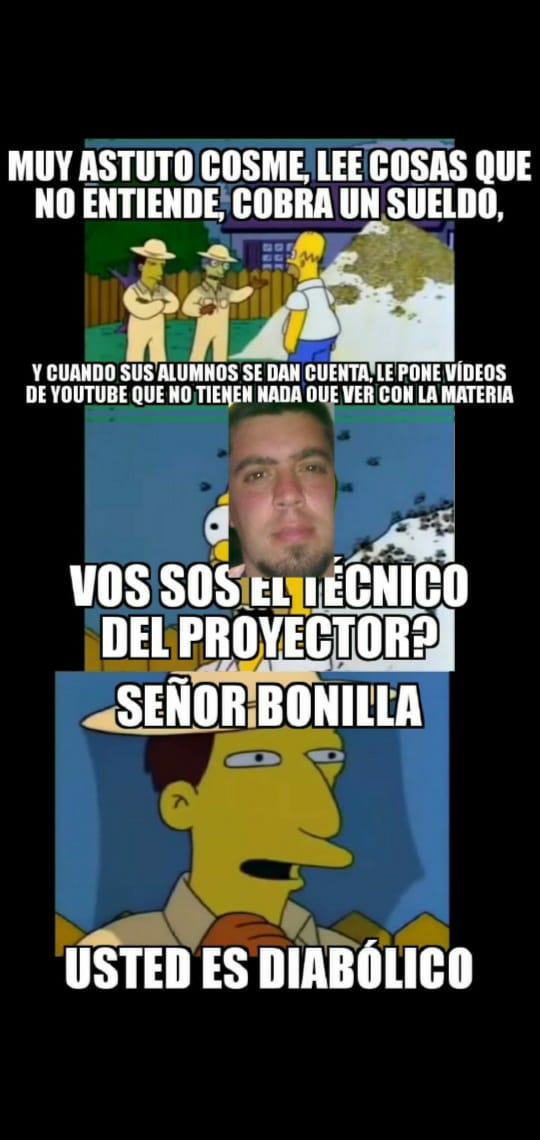 MUY ASTUTO COSME, LEE COSAS QUE
NO ENTIENDE, COBRA UN SUELDO,
Y CUANDO SUS ALUMNOS SE DAN CUENTA, LE PONE VÍDEOS
DE YOUTUBE QUE NO TIENEN NADA QUE VER CON LA MATERIA
VOS SOS EL TÉCNICO
DEL PROYECTOR?
SEÑOR BONILLA
USTED ES DIABÓLICO